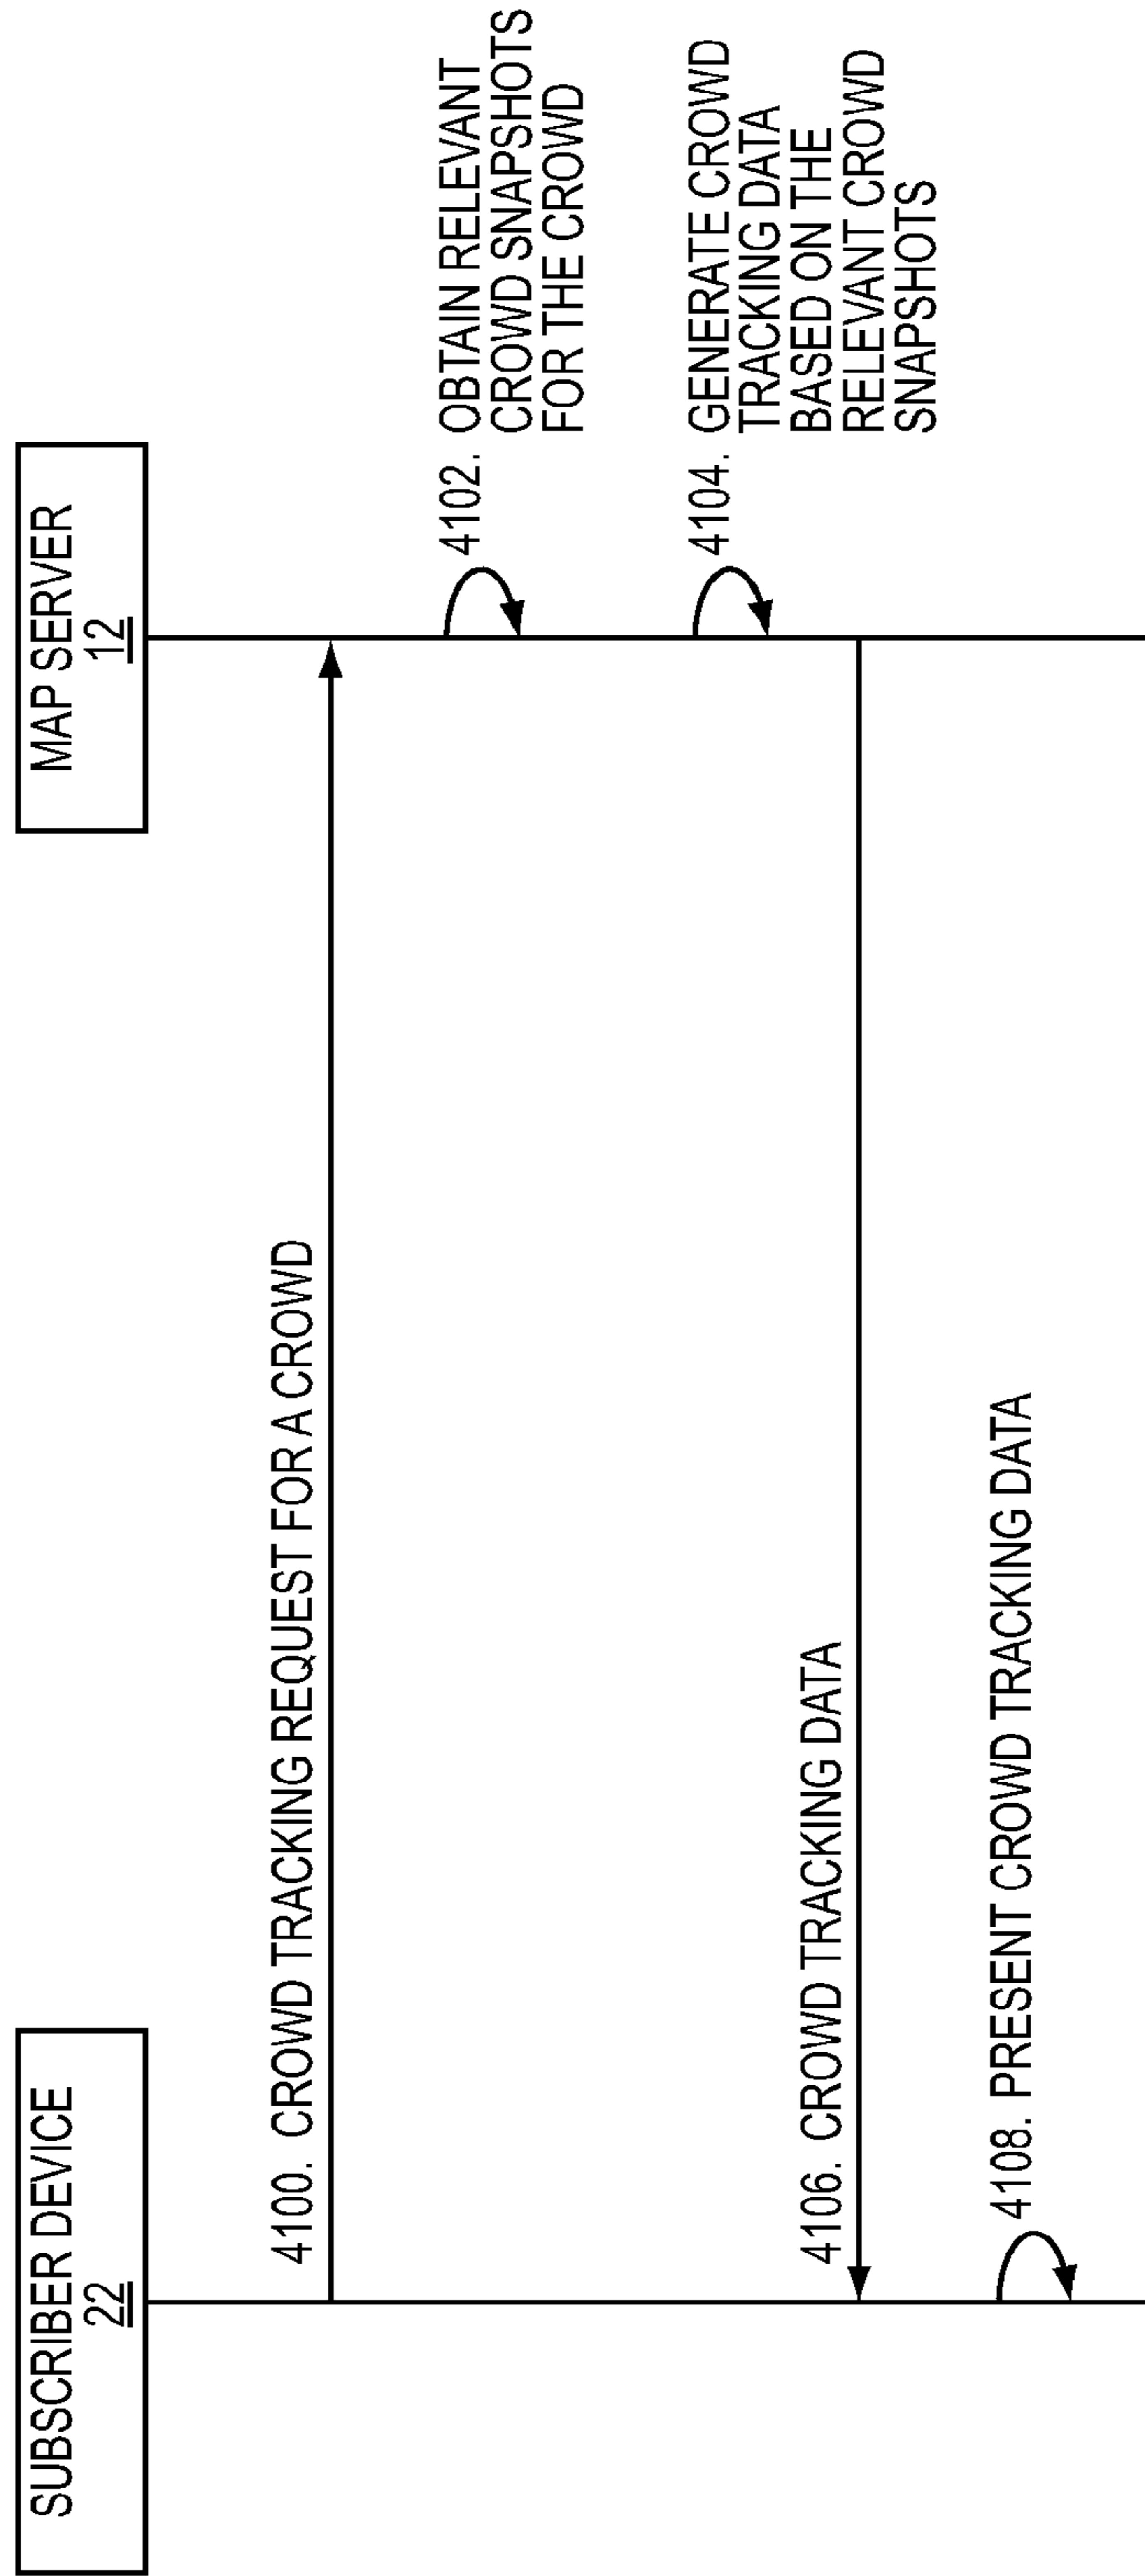 SUBSCRIBER DEVICE
22
MAP SERVER
12
4100. CROWD TRACKING REQUEST FOR A CROWD
4102. OBTAIN RELEVANT
CROWD SNAPSHOTS
FOR THE CROWD
4104. GENERATE CROWD
TRACKING DATA
BASED ON THE
RELEVANT CROWD
SNAPSHOTS
4106. CROWD TRACKING DATA
4108. PRESENT CROWD TRACKING DATA